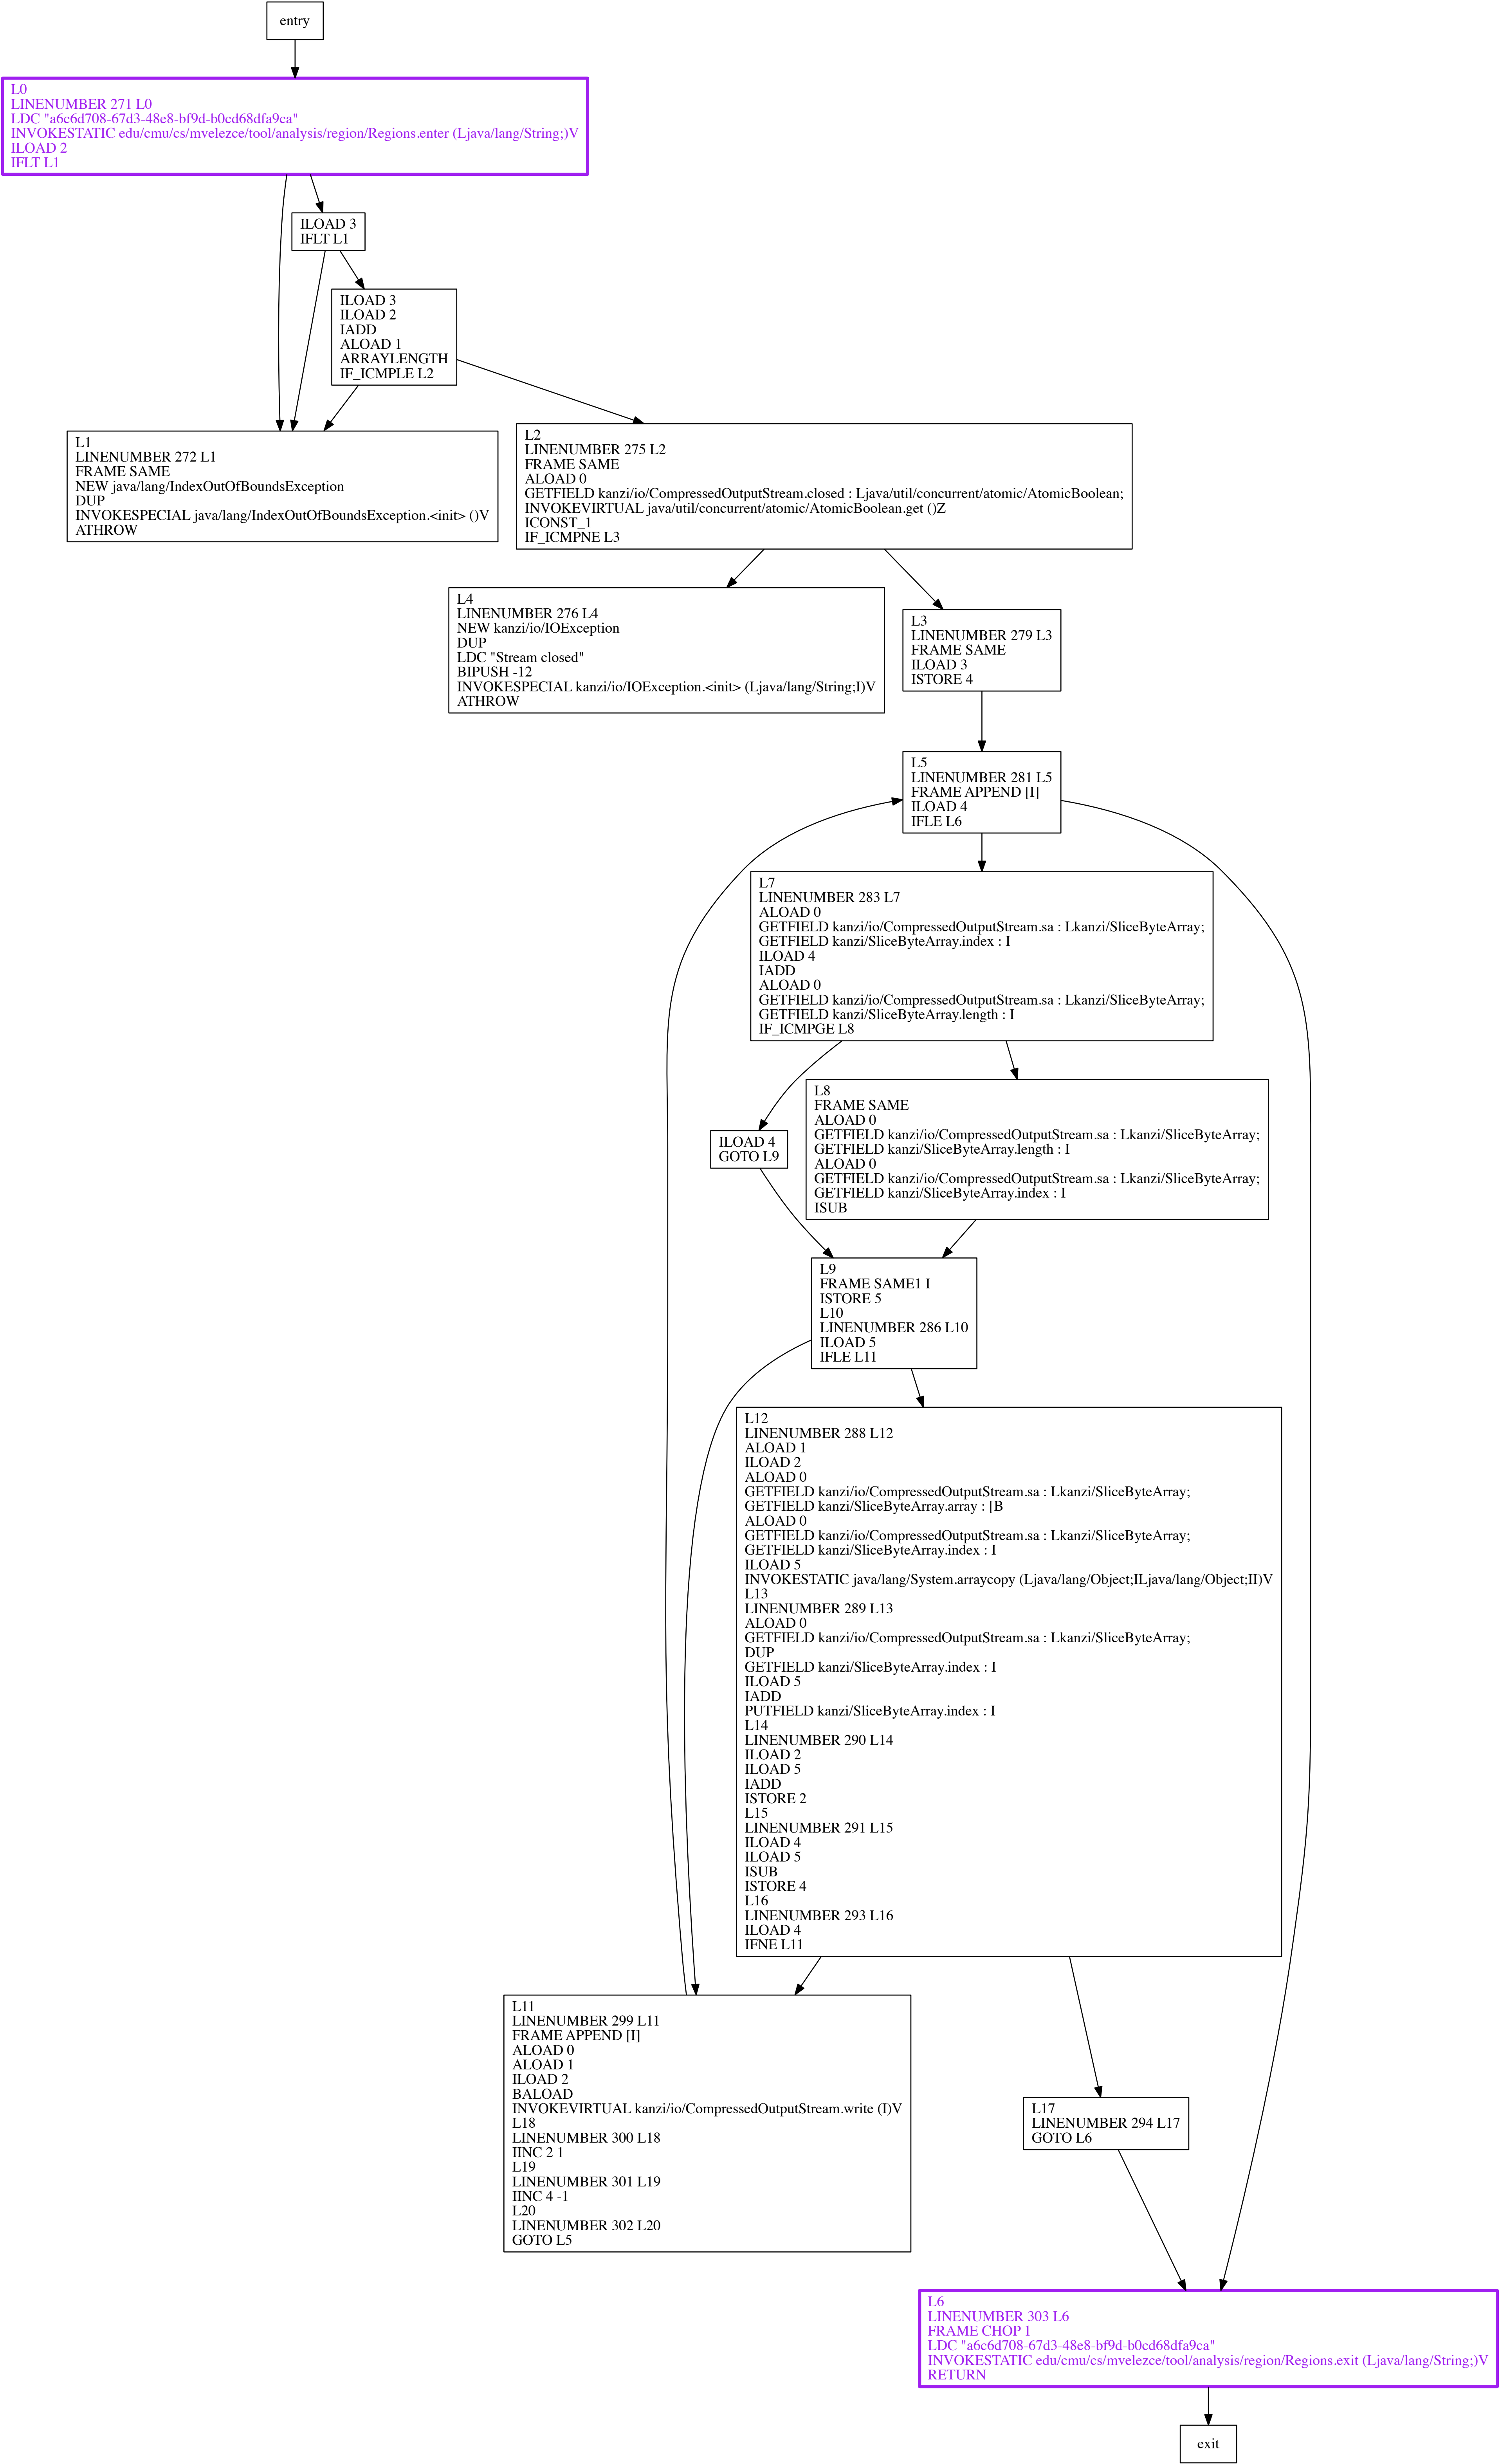 entry
L0
LINENUMBER 271 L0
LDC "a6c6d708-67d3-48e8-bf9d-b0cd68dfa9ca"
INVOKESTATIC edu/cmu/cs/mvelezce/tool/analysis/region/Regions.enter (Ljava/lang/String;)V
ILOAD 2
IFLT L1
ILOAD 3
IFLT L1
ILOAD 3
ILOAD 2
IADD
ALOAD 1
ARRAYLENGTH
IF_ICMPLE L2
L1
LINENUMBER 272 L1
FRAME SAME
NEW java/lang/IndexOutOfBoundsException
DUP
INVOKESPECIAL java/lang/IndexOutOfBoundsException.<init> ()V
ATHROW
L2
LINENUMBER 275 L2
FRAME SAME
ALOAD 0
GETFIELD kanzi/io/CompressedOutputStream.closed : Ljava/util/concurrent/atomic/AtomicBoolean;
INVOKEVIRTUAL java/util/concurrent/atomic/AtomicBoolean.get ()Z
ICONST_1
IF_ICMPNE L3
L4
LINENUMBER 276 L4
NEW kanzi/io/IOException
DUP
LDC "Stream closed"
BIPUSH -12
INVOKESPECIAL kanzi/io/IOException.<init> (Ljava/lang/String;I)V
ATHROW
L3
LINENUMBER 279 L3
FRAME SAME
ILOAD 3
ISTORE 4
L5
LINENUMBER 281 L5
FRAME APPEND [I]
ILOAD 4
IFLE L6
L7
LINENUMBER 283 L7
ALOAD 0
GETFIELD kanzi/io/CompressedOutputStream.sa : Lkanzi/SliceByteArray;
GETFIELD kanzi/SliceByteArray.index : I
ILOAD 4
IADD
ALOAD 0
GETFIELD kanzi/io/CompressedOutputStream.sa : Lkanzi/SliceByteArray;
GETFIELD kanzi/SliceByteArray.length : I
IF_ICMPGE L8
ILOAD 4
GOTO L9
L8
FRAME SAME
ALOAD 0
GETFIELD kanzi/io/CompressedOutputStream.sa : Lkanzi/SliceByteArray;
GETFIELD kanzi/SliceByteArray.length : I
ALOAD 0
GETFIELD kanzi/io/CompressedOutputStream.sa : Lkanzi/SliceByteArray;
GETFIELD kanzi/SliceByteArray.index : I
ISUB
L9
FRAME SAME1 I
ISTORE 5
L10
LINENUMBER 286 L10
ILOAD 5
IFLE L11
L12
LINENUMBER 288 L12
ALOAD 1
ILOAD 2
ALOAD 0
GETFIELD kanzi/io/CompressedOutputStream.sa : Lkanzi/SliceByteArray;
GETFIELD kanzi/SliceByteArray.array : [B
ALOAD 0
GETFIELD kanzi/io/CompressedOutputStream.sa : Lkanzi/SliceByteArray;
GETFIELD kanzi/SliceByteArray.index : I
ILOAD 5
INVOKESTATIC java/lang/System.arraycopy (Ljava/lang/Object;ILjava/lang/Object;II)V
L13
LINENUMBER 289 L13
ALOAD 0
GETFIELD kanzi/io/CompressedOutputStream.sa : Lkanzi/SliceByteArray;
DUP
GETFIELD kanzi/SliceByteArray.index : I
ILOAD 5
IADD
PUTFIELD kanzi/SliceByteArray.index : I
L14
LINENUMBER 290 L14
ILOAD 2
ILOAD 5
IADD
ISTORE 2
L15
LINENUMBER 291 L15
ILOAD 4
ILOAD 5
ISUB
ISTORE 4
L16
LINENUMBER 293 L16
ILOAD 4
IFNE L11
L11
LINENUMBER 299 L11
FRAME APPEND [I]
ALOAD 0
ALOAD 1
ILOAD 2
BALOAD
INVOKEVIRTUAL kanzi/io/CompressedOutputStream.write (I)V
L18
LINENUMBER 300 L18
IINC 2 1
L19
LINENUMBER 301 L19
IINC 4 -1
L20
LINENUMBER 302 L20
GOTO L5
L17
LINENUMBER 294 L17
GOTO L6
L6
LINENUMBER 303 L6
FRAME CHOP 1
LDC "a6c6d708-67d3-48e8-bf9d-b0cd68dfa9ca"
INVOKESTATIC edu/cmu/cs/mvelezce/tool/analysis/region/Regions.exit (Ljava/lang/String;)V
RETURN
exit